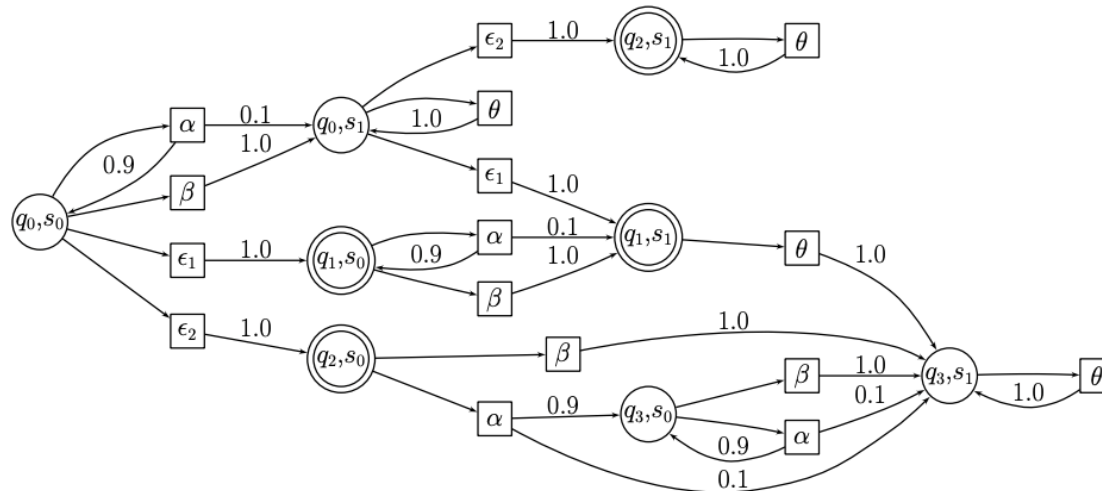 ϵ₂ 1.0 q₂,s₁ 1.0 θ
α 0.1 q₀,s₁ 1.0 θ
0.9 1.0
β ϵ₁ 1.0
q₀,s₀
α 0.1 q₁,s₁ θ 1.0
ϵ₁ 1.0 q₁,s₀ 0.9 1.0
β
ϵ₂ 1.0 1.0
q₂,s₀ β
β 1.0 q₃,s₁ 1.0 θ
α 0.9 q₃,s₀ 0.1
α
0.9
0.1